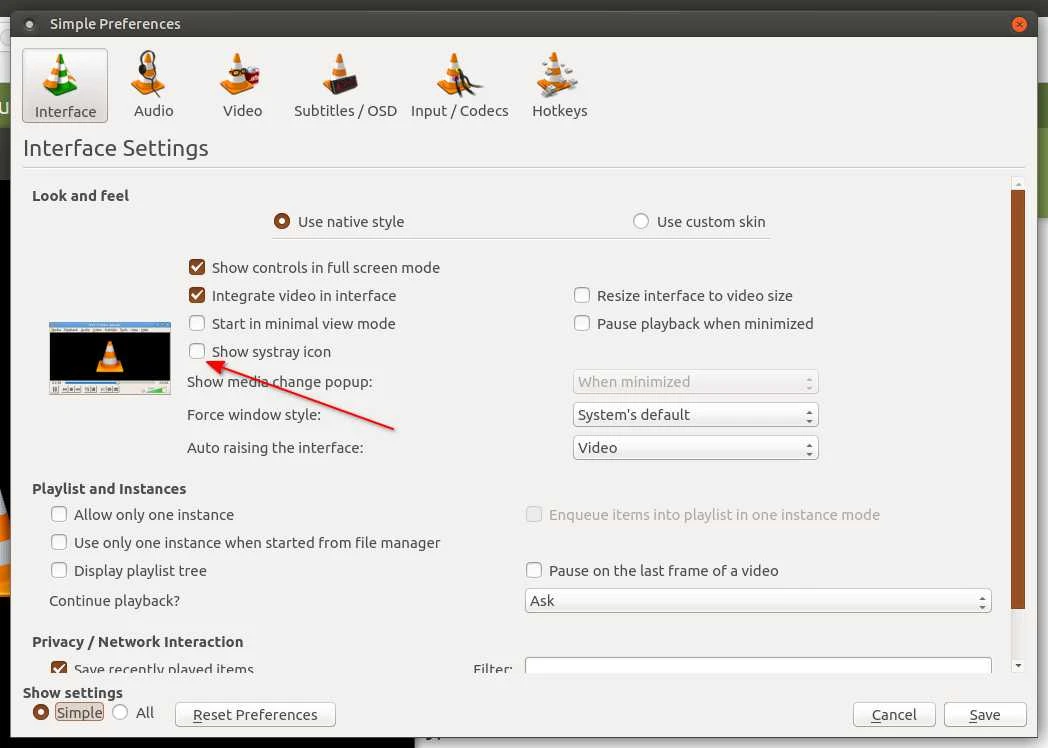 Simple Preferences
Interface
Audio
Video
Subtitles / OSD
Input / Codecs
Hotkeys
Interface Settings
Look and feel
Use native style
Use custom skin
Show controls in full screen mode
Integrate video in interface
Resize interface to video size
Start in minimal view mode
Pause playback when minimized
Show systray icon
Show media change popup:
When minimized
Force window style:
System's default
Auto raising the interface:
Video
Playlist and Instances
Allow only one instance
Enqueue items into playlist in one instance mode
Use only one instance when started from file manager
Display playlist tree
Pause on the last frame of a video
Continue playback?
Ask
Privacy / Network Interaction
Save recently played items
Filter:
Show settings
Simple
All
Reset Preferences
Cancel
Save